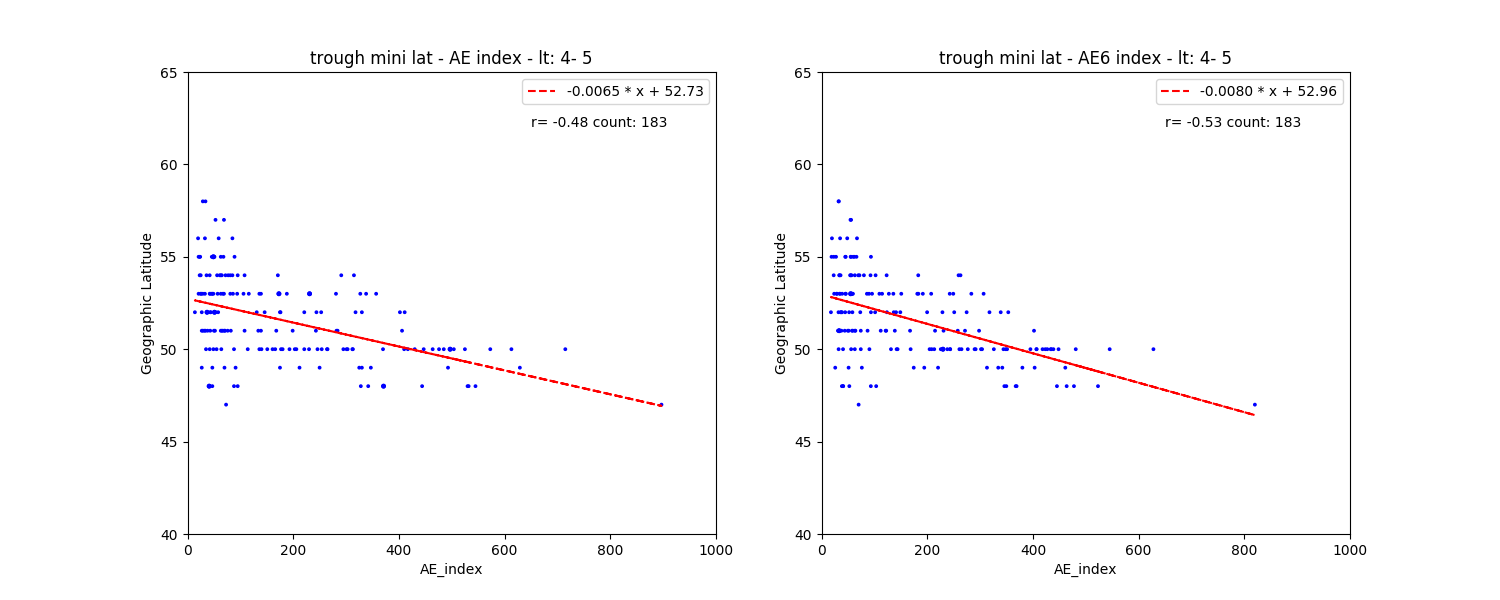 trough mini lat - AE index - lt: 4- 5
-0.0065 * x + 52.73
r= -0.48 count: 183
65
60
55
50
45
40
Geographic Latitude
0 200 400 600 800 1000
AE_index
trough mini lat - AE6 index - lt: 4- 5
-0.0080 * x + 52.96
r= -0.53 count: 183
65
60
55
50
45
40
Geographic Latitude
0 200 400 600 800 1000
AE_index